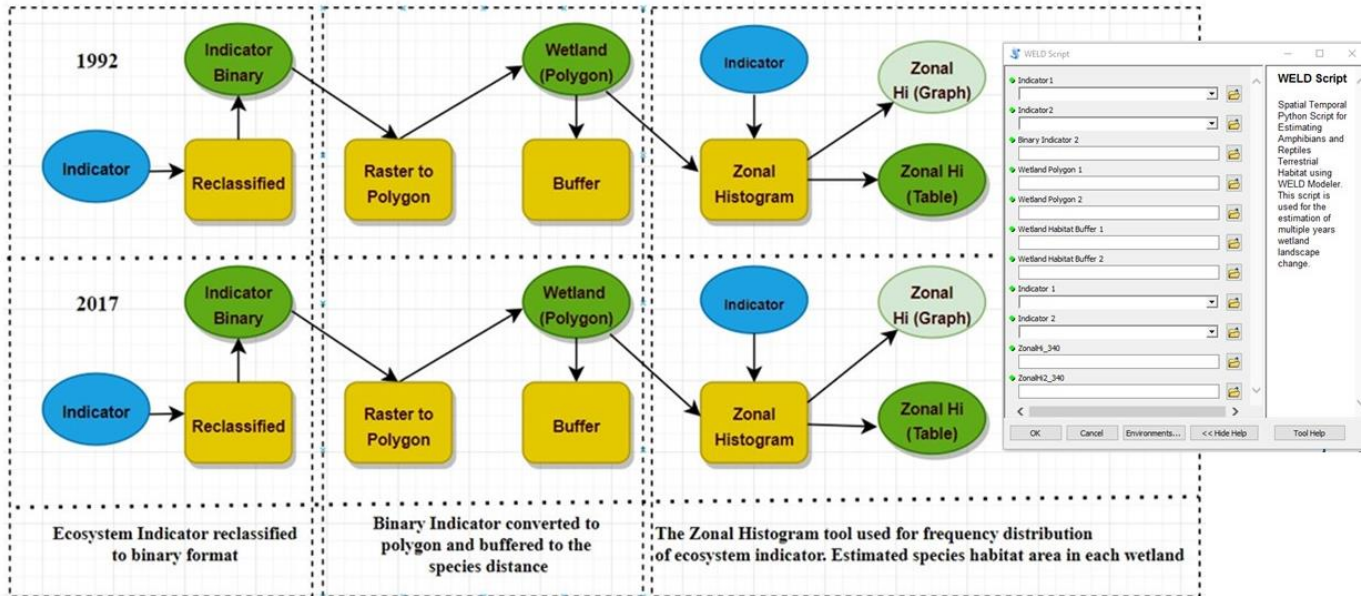 1992
Indicator
Reclassified
Indicator
Binary
Raster to
Polygon
Wetland
(Polygon)
Buffer
Indicator
Zonal
Histogram
Zonal
Hi (Graph)
Zonal Hi
(Table)
2017
Indicator
Reclassified
Indicator
Binary
Raster to
Polygon
Wetland
(Polygon)
Buffer
Indicator
Zonal
Histogram
Zonal
Hi (Graph)
Zonal Hi
(Table)
Ecosystem Indicator reclassified
to binary format
Binary Indicator converted to
polygon and buffered to the
species distance
The Zonal Histogram tool used for frequency distribution
of ecosystem indicator. Estimated species habitat area in each wetland
WELD Script
Indicator1
Indicator2
Binary Indicator 2
Wetland Polygon 1
Wetland Polygon 2
Wetland Habitat Buffer 1
Wetland Habitat Buffer 2
Indicator 1
Indicator 2
ZonalHi_340
ZonalHi2_340
OK
Cancel
Environments...
<< Hide Help
Tool Help
WELD Script
Spatial Temporal
Python Script for
Estimating
Amphibians and
Reptiles
Terrestrial
Habitat using
WELD Modeler.
This script is
used for the
estimation of
multiple years
wetland
landscape
change.